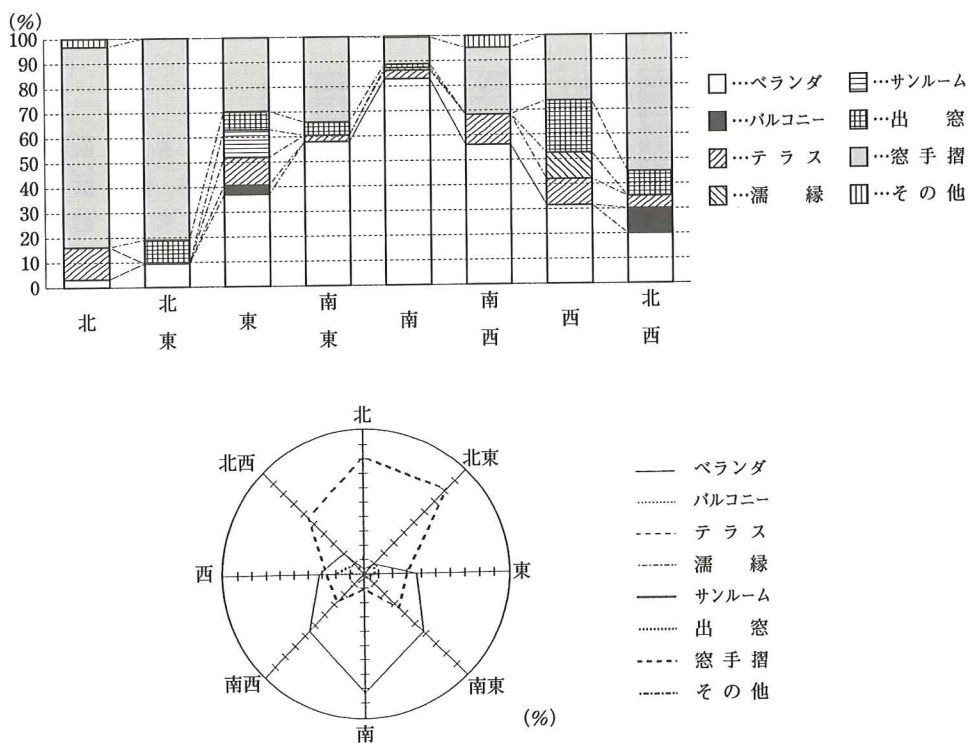 (%)
100
90
80
70
60
50
40
30
20
10
0
北
北東
東
南東
南
南西
西
北西
…ベランダ
…サンルーム
…バルコニー
…出 窓
…テラス
…窓手摺
…濡 縁
…その他
北
北東
東
南東
南
南西
西
北西
(%)
ベランダ
バルコニー
テラス
濡 縁
サンルーム
出 窓
窓手摺
その他